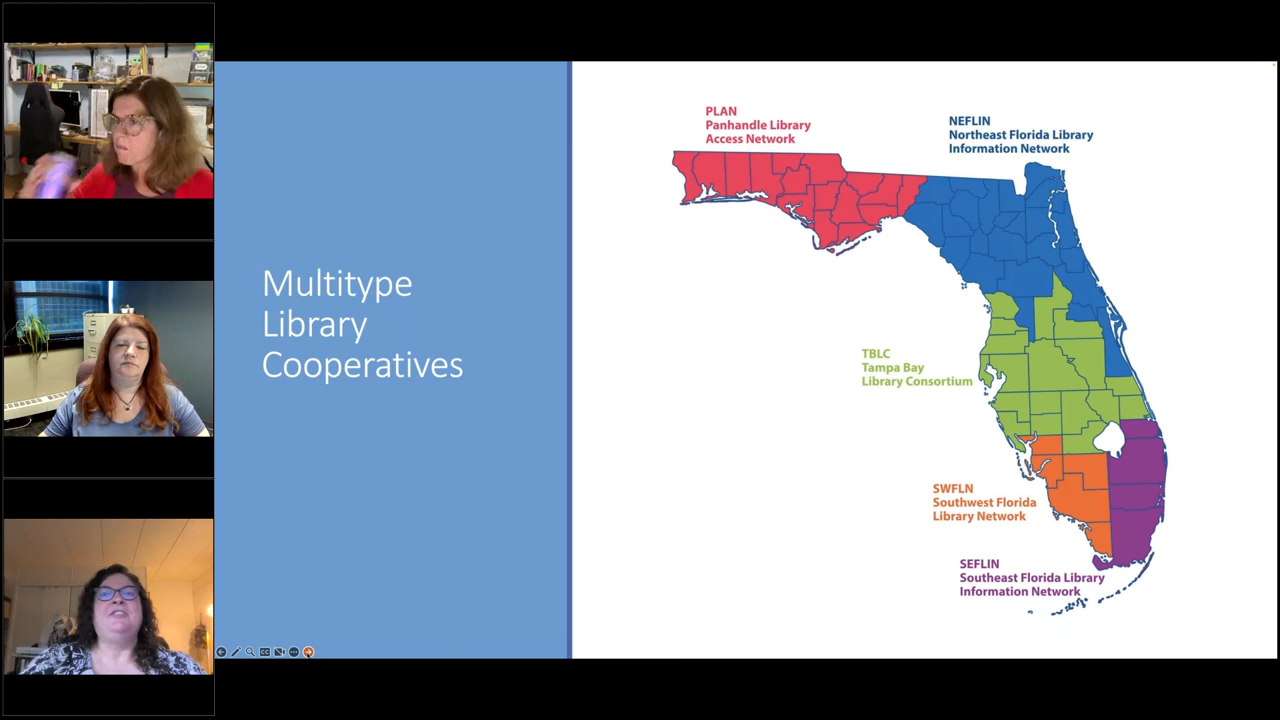 Multitype
Library
Cooperatives
PLAN
Panhandle Library
Access Network
NEFLIN
Northeast Florida Library
Information Network
TBLC
Tampa Bay
Library Consortium
SWFLN
Southwest Florida
Library Network
SEFLIN
Southeast Florida Library
Information Network